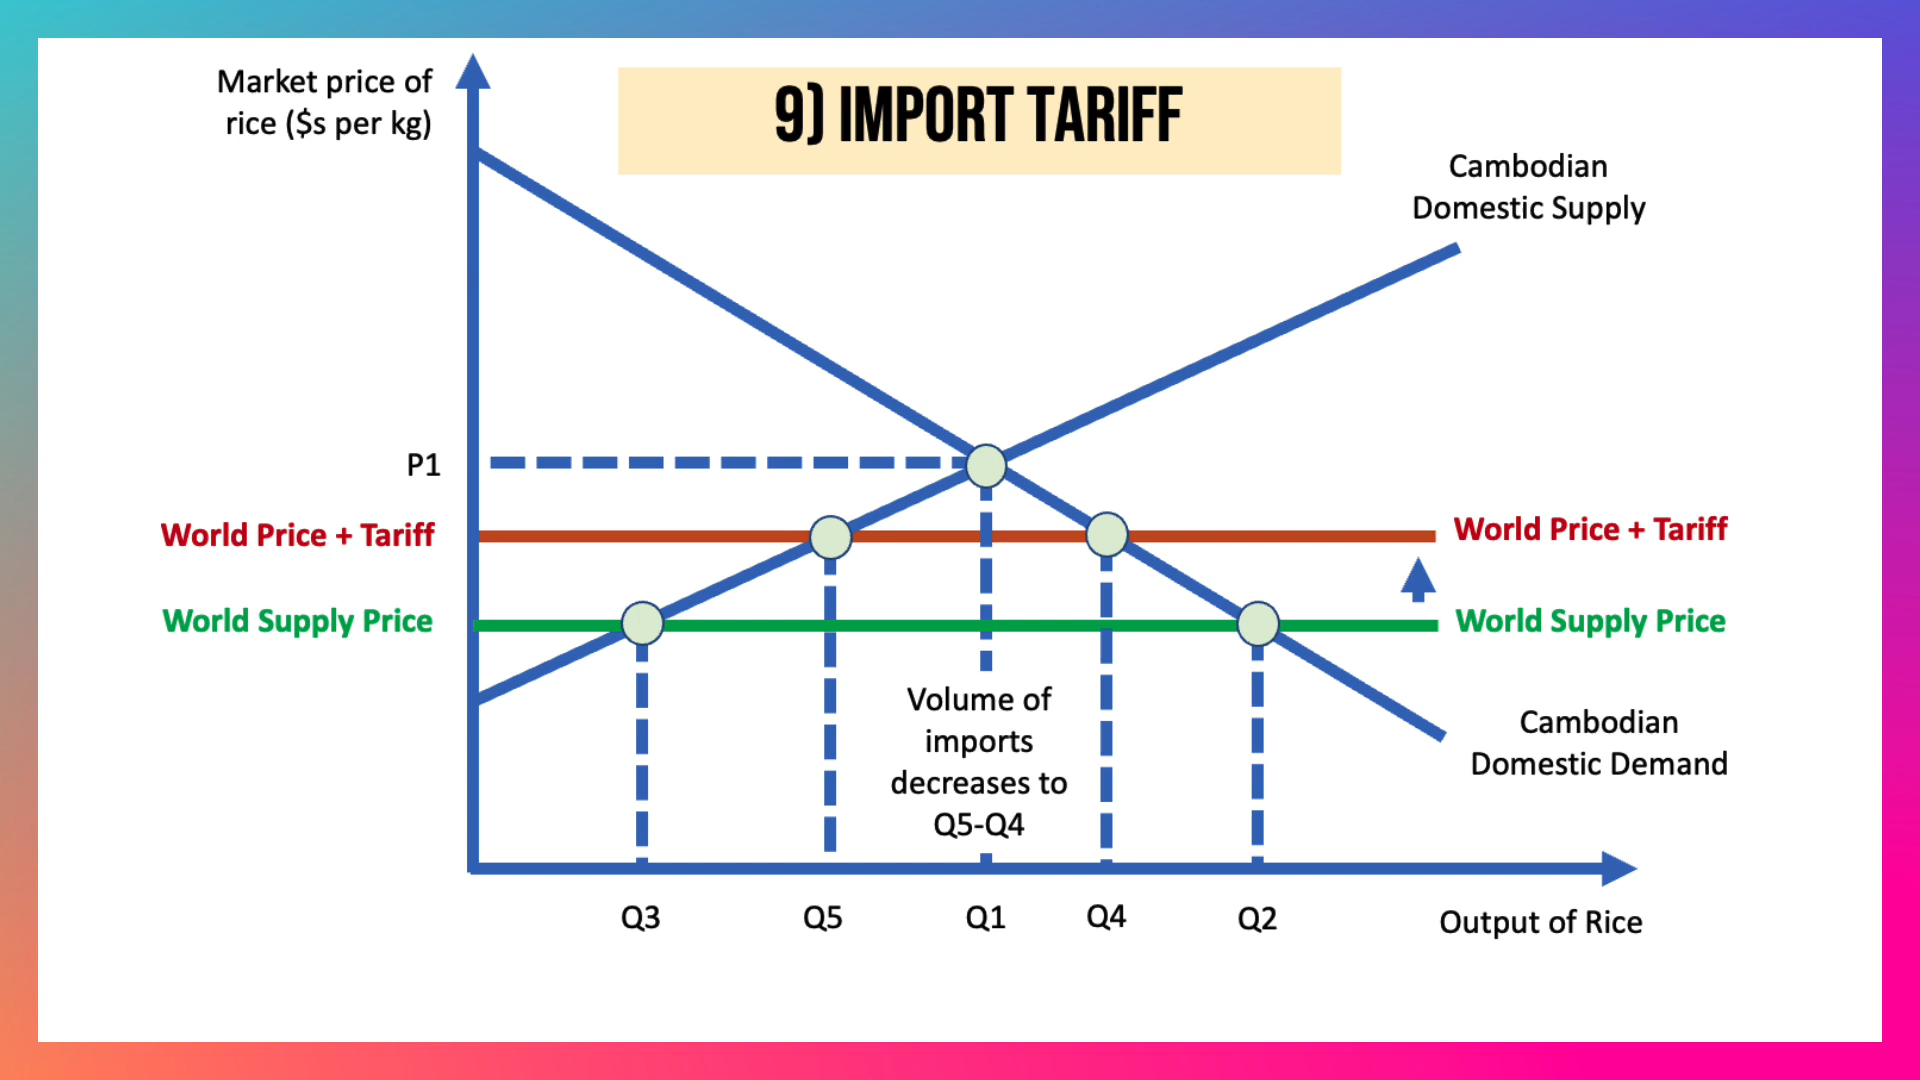 Market price of
rice ($s per kg)
9) IMPORT TARIFF
Cambodian
Domestic Supply
P1
World Price + Tariff
World Price + Tariff
World Supply Price
World Supply Price
Volume of
imports
decreases to
Q5-Q4
Cambodian
Domestic Demand
Q3
Q5
Q1
Q4
Q2
Output of Rice